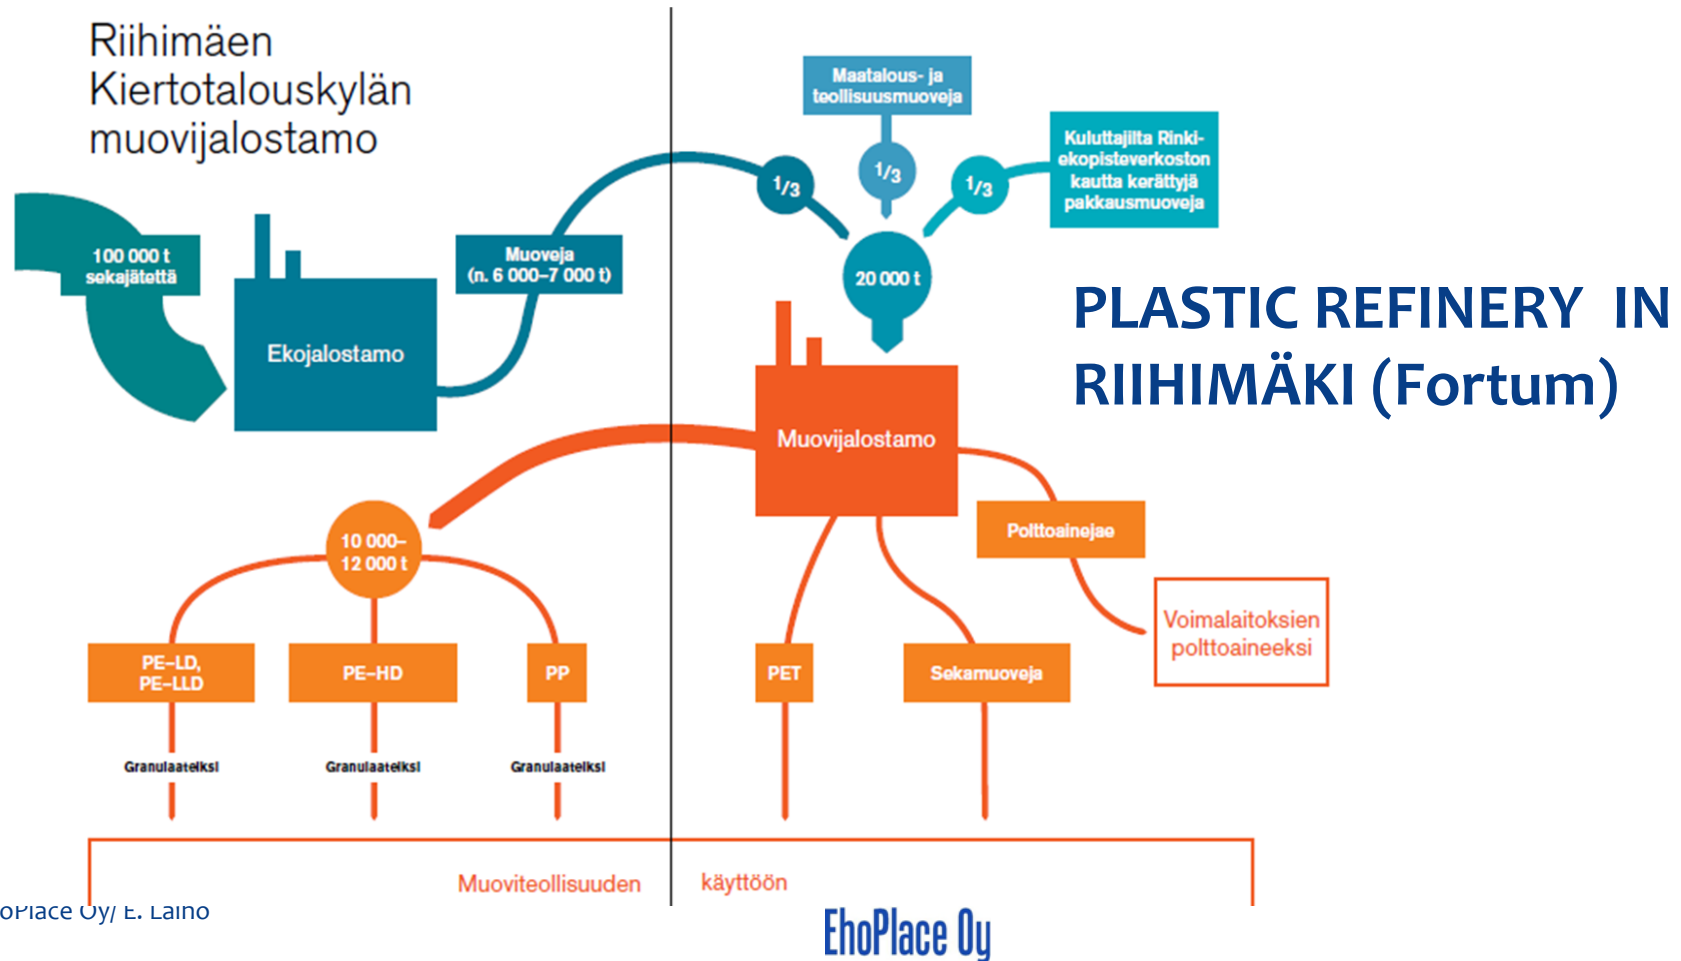 Riihimäen
Kiertotalouskylän
muovijalostamo
Maatalous- ja
teollisuusmuoveja
Kuluttajilta Rinki-
ekopisteverkoston
kautta kerättyjä
pakkausmuoveja
1/3
1/3
1/3
100 000 t
sekajätettä
Muoveja
(n. 6 000–7 000 t)
20 000 t
Ekojalostamo
PLASTIC REFINERY IN
RIIHIMÄKI (Fortum)
Muovijalostamo
10 000–
12 000 t
Polttoainejae
Voimalaitoksien
polttoaineeksi
PE–LD,
PE–LLD
PE–HD
PP
PET
Sekamuoveja
Granulaateiksi
Granulaateiksi
Granulaateiksi
Muoviteollisuuden käyttöön
oPlace Oy/ E. Laiho
EhoPlace Oy